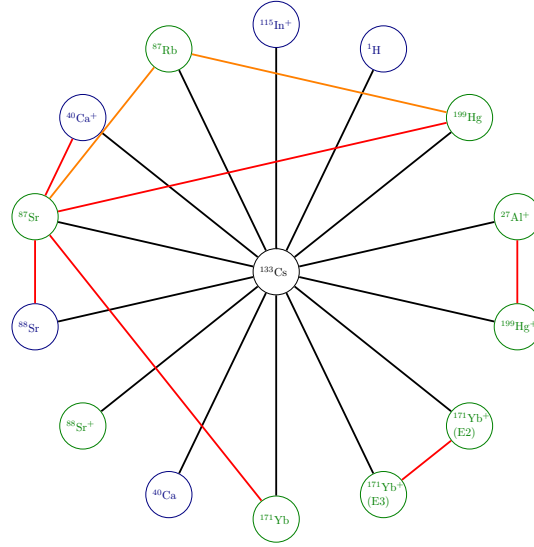 ¹¹⁵In⁺
⁸⁷Rb
¹H
⁴⁰Ca⁺
¹⁹⁹Hg
⁸⁷Sr
²⁷Al⁺
¹³³Cs
⁸⁸Sr
¹⁹⁹Hg⁺
⁸⁸Sr⁺
¹⁷¹Yb⁺
(E2)
⁴⁰Ca
¹⁷¹Yb⁺
(E3)
¹⁷¹Yb